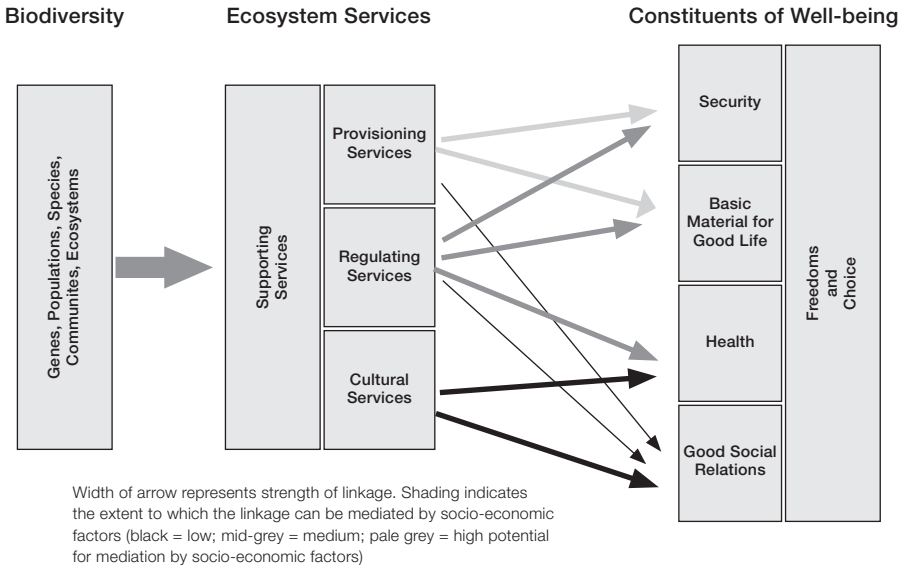 Biodiversity
Ecosystem Services
Constituents of Well-being
Genes, Populations, Species,
Communites, Ecosystems
Supporting
Services
Provisioning
Services
Regulating
Services
Cultural
Services
Security
Basic
Material for
Good Life
Health
Good Social
Relations
Freedoms
and
Choice
Width of arrow represents strength of linkage. Shading indicates
the extent to which the linkage can be mediated by socio-economic
factors (black = low; mid-grey = medium; pale grey = high potential
for mediation by socio-economic factors)